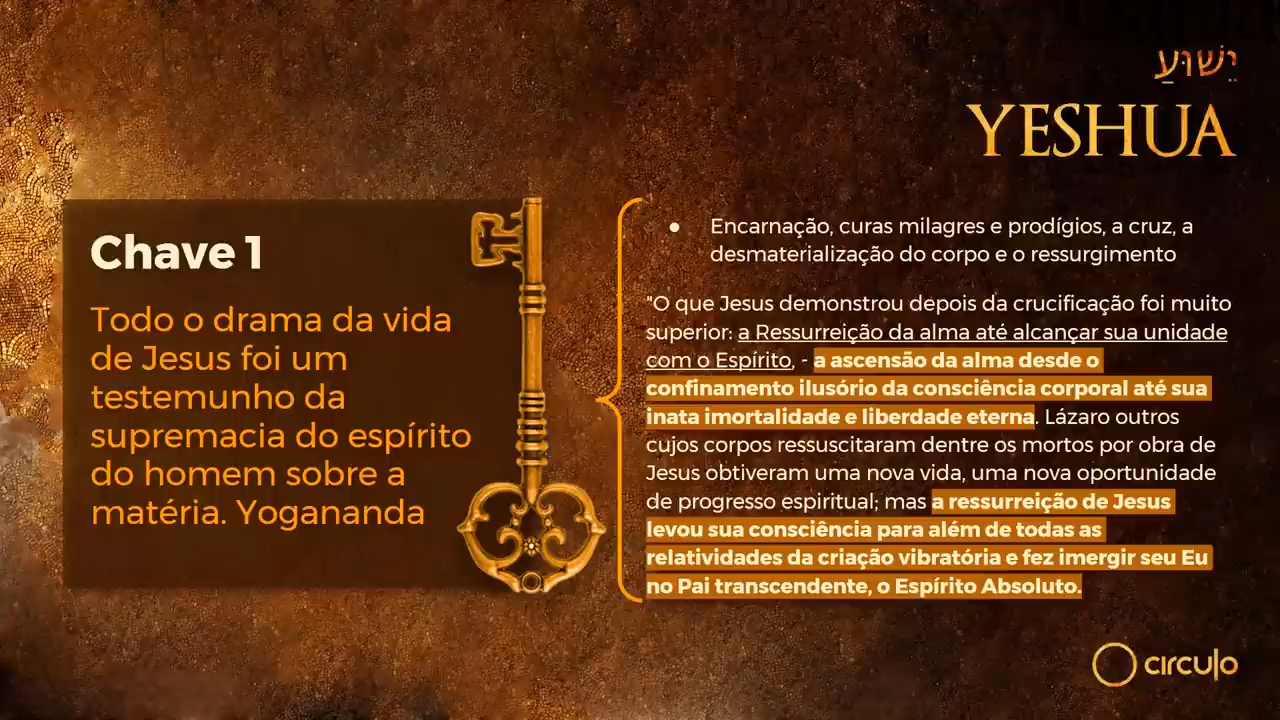 יֵשׁוּעַ
YESHUA
Chave 1
Todo o drama da vida
de Jesus foi um
testemunho da
supremacia do espírito
do homem sobre a
matéria. Yogananda
• Encarnação, curas milagres e prodígios, a cruz, a
desmaterialização do corpo e o ressurgimento
"O que Jesus demonstrou depois da crucificação foi muito
superior: a Ressurreição da alma até alcançar sua unidade
com o Espírito, - a ascensão da alma desde o
confinamento ilusório da consciência corporal até sua
inata imortalidade e liberdade eterna. Lázaro outros
cujos corpos ressuscitaram dentre os mortos por obra de
Jesus obtiveram uma nova vida, uma nova oportunidade
de progresso espiritual; mas a ressurreição de Jesus
levou sua consciência para além de todas as
relatividades da criação vibratória e fez imergir seu Eu
no Pai transcendente, o Espírito Absoluto.
circulo